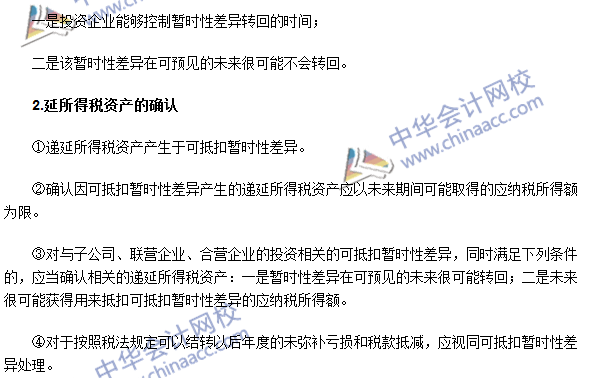 一是投资企业能够控制暂时性差异转回的时间；
二是该暂时性差异在可预见的未来很可能不会转回。
2.延所得税资产的确认
①递延所得税资产产生于可抵扣暂时性差异。
②确认因可抵扣暂时性差异产生的递延所得税资产应以未来期间可能取得的应纳税所得额
为限。
③对与子公司、联营企业、合营企业的投资相关的可抵扣暂时性差异，同时满足下列条件
的，应当确认相关的递延所得税资产：一是暂时性差异在可预见的未来很可能转回；二是未来
很可能获得用来抵扣可抵扣暂时性差异的应纳税所得额。
④对于按照税法规定可以结转以后年度的未弥补亏损和税款抵减，应视同可抵扣暂时性差
异处理。
中华会计网校
www.chinaacc.com
中华会计网校
www.chinaacc.com